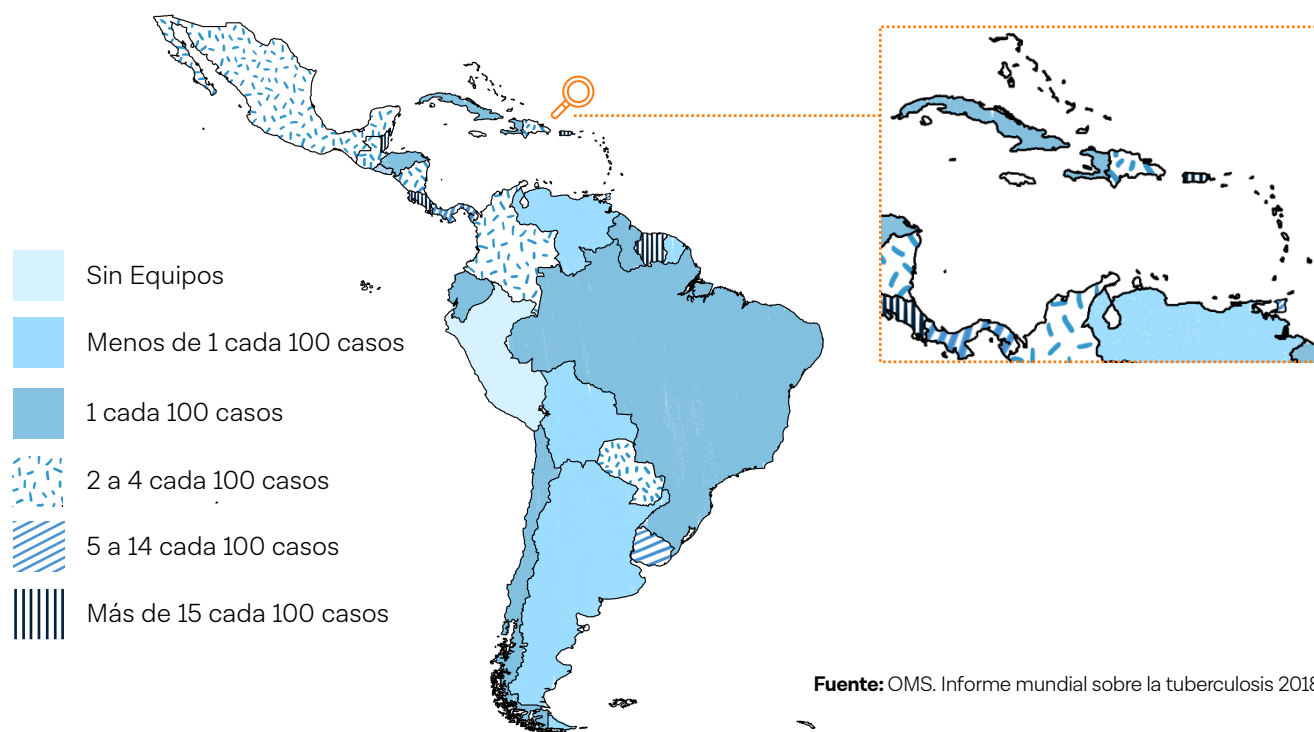 Sin Equipos
Menos de 1 cada 100 casos
1 cada 100 casos
2 a 4 cada 100 casos
5 a 14 cada 100 casos
Más de 15 cada 100 casos
Fuente: OMS. Informe mundial sobre la tuberculosis 2018